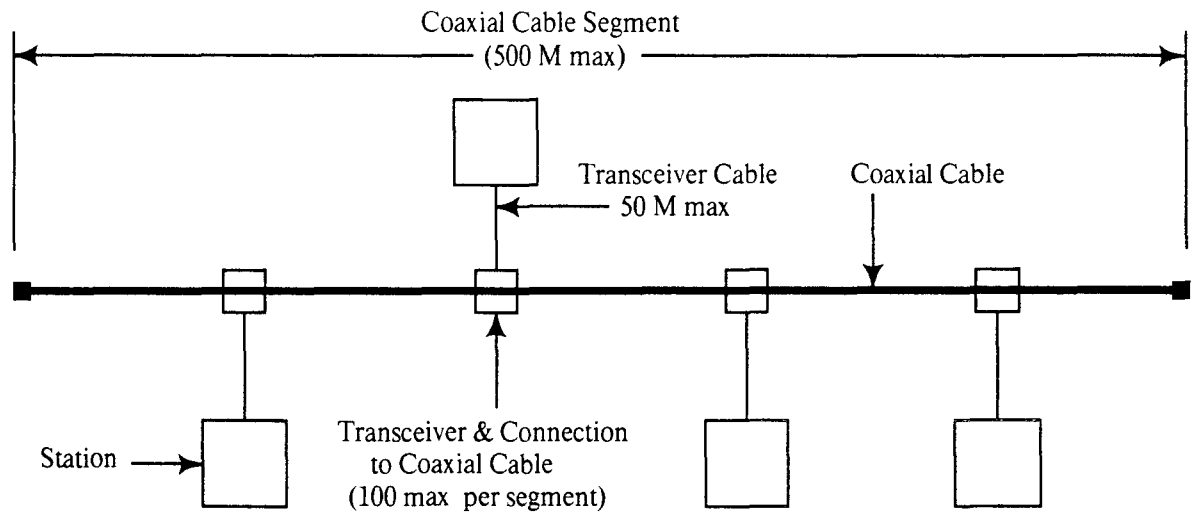 Coaxial Cable Segment
(500 M max)
Transceiver Cable
50 M max
Coaxial Cable
Station
Transceiver & Connection
to Coaxial Cable
(100 max per segment)